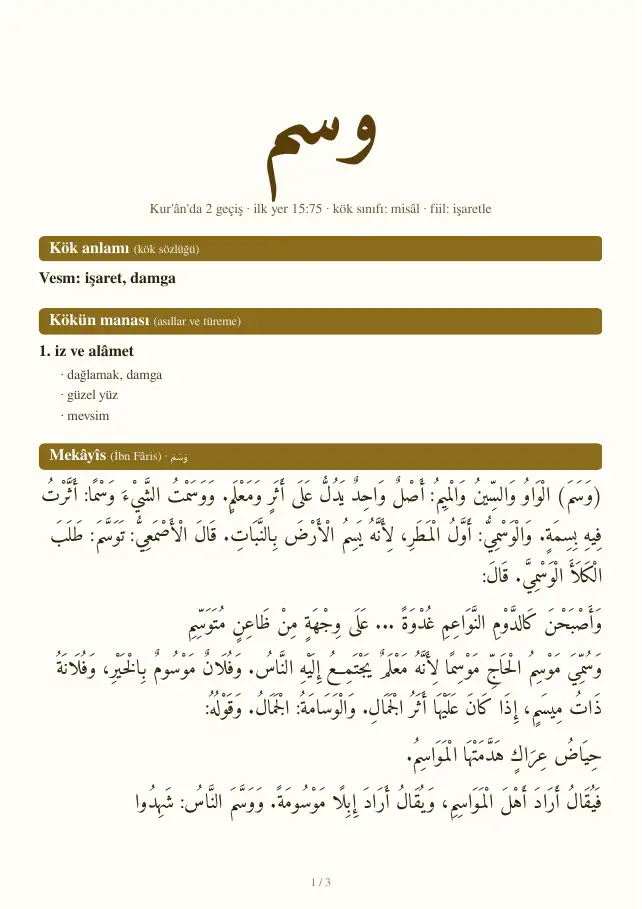 وسم
Kur'ân'da 2 geçiş · ilk yer 15:75 · kök sınıfı: misâl · fiil: işaretle
Kök anlamı (kök sözlüğü)
Vesm: işaret, damga
Kökün manası (asıllar ve türeme)
1. iz ve alâmet
· dağlamak, damga
· güzel yüz
· mevsim
Mekâyîs (İbn Fâris) · وَسَمَ
(وَسَمَ) الْوَاوُ وَالسِّينُ وَالْمِيمُ: أَصْلٌ وَاحِدٌ يَدُلُّ عَلَى أَثَرٍ وَمَعْلَمٍ. وَوَسَمْتُ الشَّيْءَ وَسْمًا: أَثَّرْتُ
فِيهِ بِسِمَةٍ. وَالْوَسْمِيُّ: أَوَّلُ الْمَطَرِ، لِأَنَّهُ يَسِمُ الْأَرْضَ بِالنَّبَاتِ. قَالَ الْأَصْمَعِيُّ: تَوَسَّمَ: طَلَبَ
الْكَلَأَ الْوَسْمِيَّ. قَالَ:
وَأَصْبَحْنَ كَالدَّوْمِ النَّوَاعِمِ غُدْوَةً ... عَلَى وِجْهَةٍ مِنْ ظَاعِنٍ مُتَوَسِّمِ
وَسُمِّيَ مَوْسِمُ الْحَاجِّ مَوْسِمًا لِأَنَّهُ مَعْلَمٌ يَجْتَمِعُ إِلَيْهِ النَّاسُ. وَفُلَانٌ مَوْسُومٌ بِالْخَيْرِ، وَفُلَانَةُ
ذَاتُ مِيسَمٍ، إِذَا كَانَ عَلَيْهَا أَثَرُ الْجَمَالِ. وَالْوَسَامَةُ: الْجَمَالُ. وَقَوْلُهُ:
حِيَاضُ عِرَاكٍ هَدَّمَتْهَا الْمَوَاسِمُ.
فَيُقَالُ أَرَادَ أَهْلَ الْمَوَاسِمِ، وَيُقَالُ أَرَادَ إِبِلًا مَوْسُومَةً. وَوَسَّمَ النَّاسُ: شَهِدُوا
1 / 3